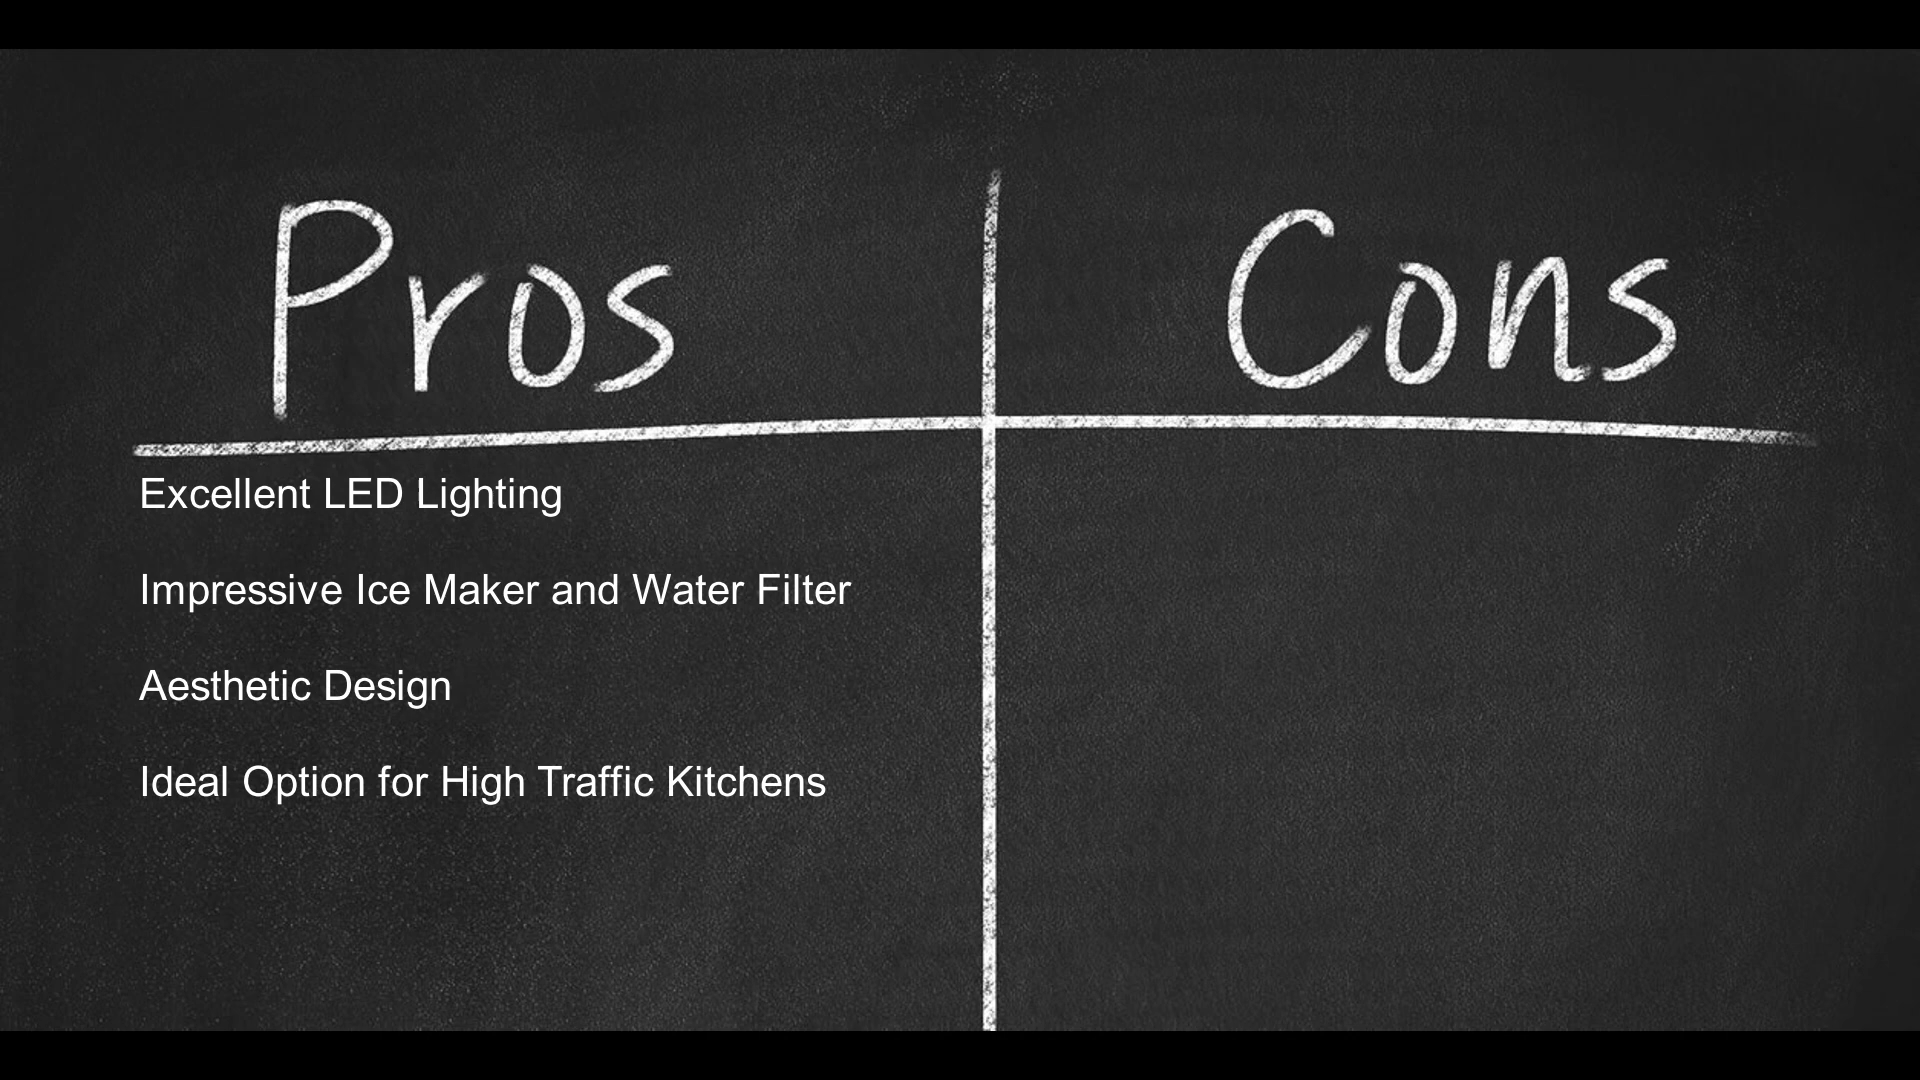 Pros
Cons
Excellent LED Lighting
Impressive Ice Maker and Water Filter
Aesthetic Design
Ideal Option for High Traffic Kitchens